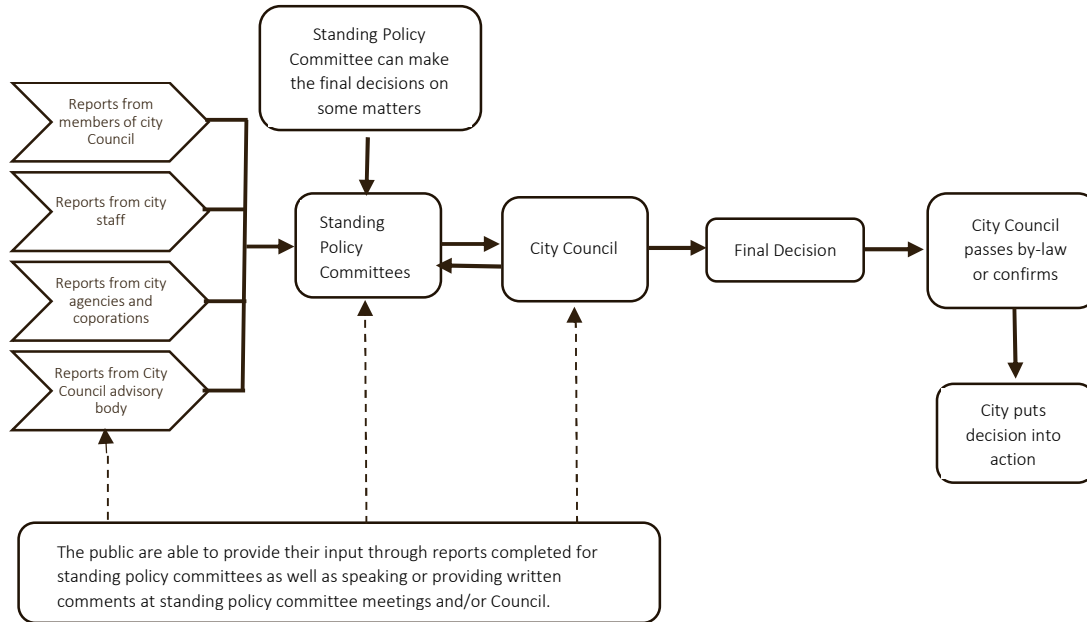 Standing Policy
Committee can make
the final decisions on
some matters
Reports from
members of city
Council
Reports from city
staff
Reports from city
agencies and
coporations
Reports from City
Council advisory
body
Standing
Policy
Committees
City Council
Final Decision
City Council
passes by-law
or confirms
City puts
decision into
action
The public are able to provide their input through reports completed for
standing policy committees as well as speaking or providing written
comments at standing policy committee meetings and/or Council.